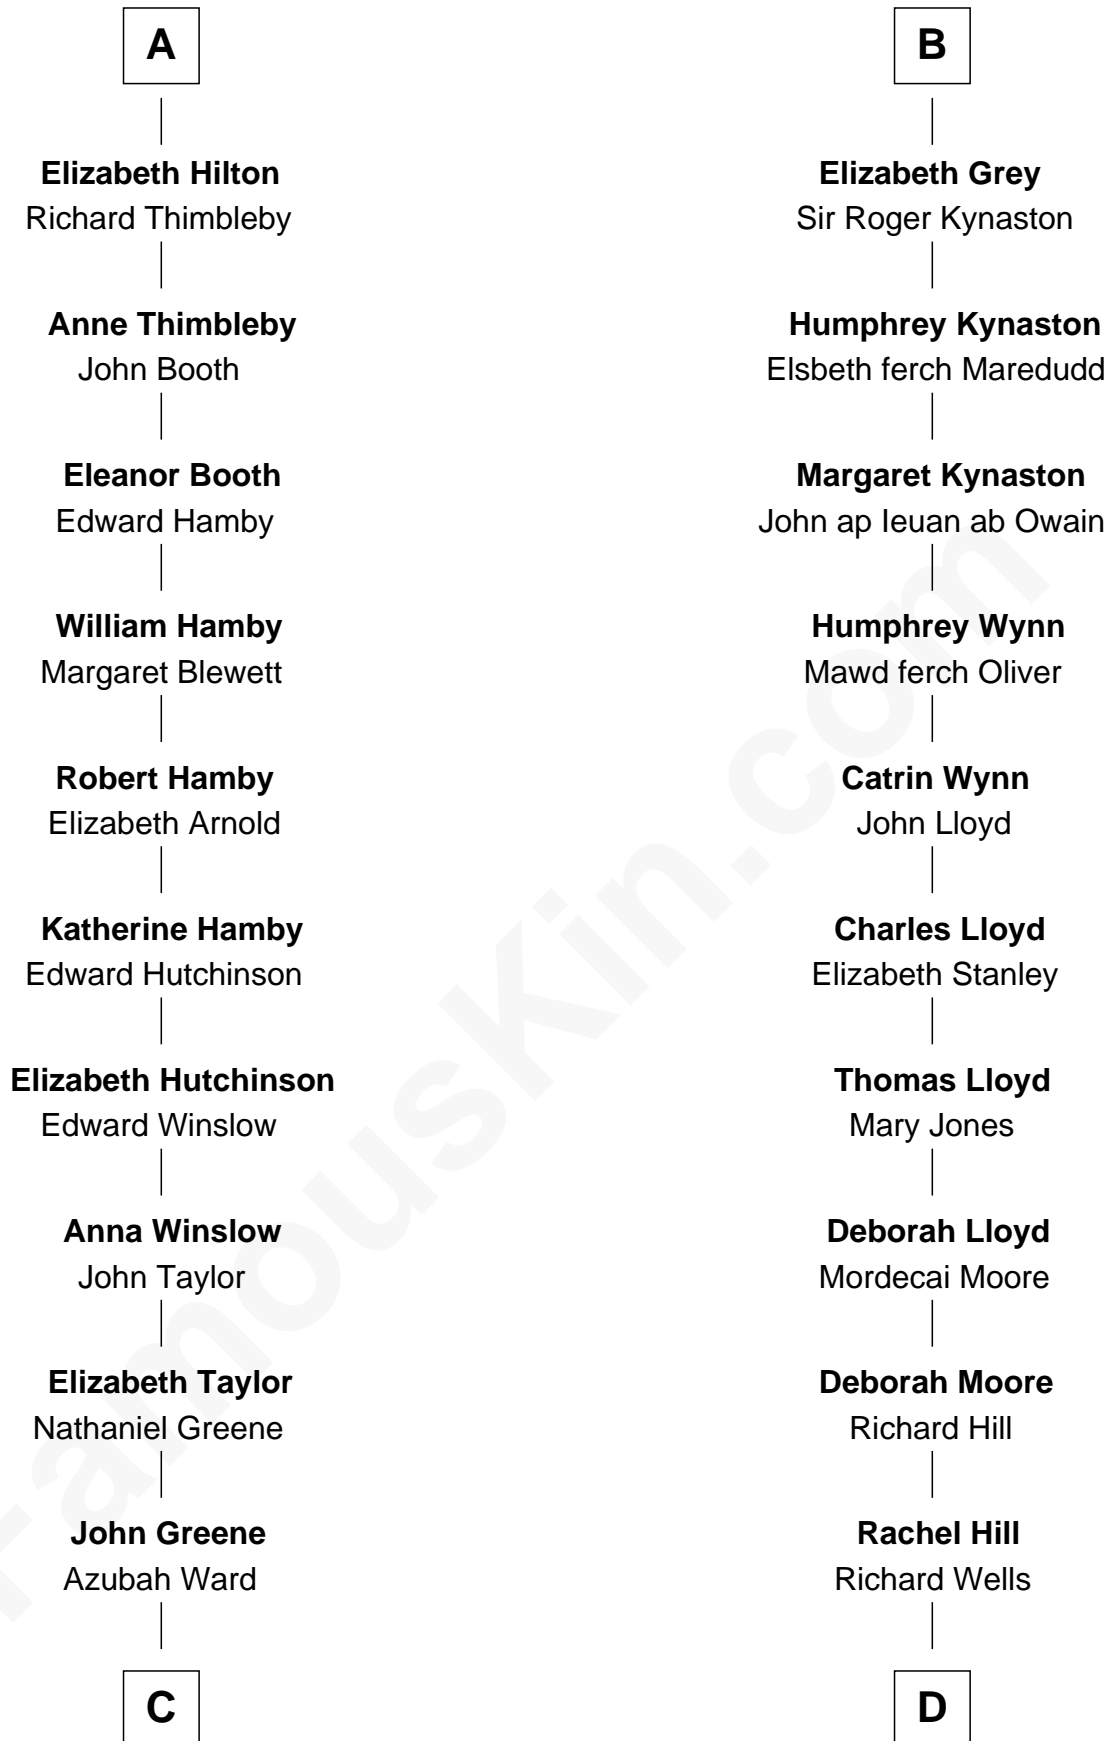 A
Elizabeth Hilton
Richard Thimbleby
Anne Thimbleby
John Booth
Eleanor Booth
Edward Hamby
William Hamby
Margaret Blewett
Robert Hamby
Elizabeth Arnold
Katherine Hamby
Edward Hutchinson
Elizabeth Hutchinson
Edward Winslow
Anna Winslow
John Taylor
Elizabeth Taylor
Nathaniel Greene
John Greene
Azubah Ward
C
B
Elizabeth Grey
Sir Roger Kynaston
Humphrey Kynaston
Elsbeth ferch Maredudd
Margaret Kynaston
John ap Ieuan ab Owain
Humphrey Wynn
Mawd ferch Oliver
Catrin Wynn
John Lloyd
Charles Lloyd
Elizabeth Stanley
Thomas Lloyd
Mary Jones
Deborah Lloyd
Mordecai Moore
Deborah Moore
Richard Hill
Rachel Hill
Richard Wells
D
FamousKin.com